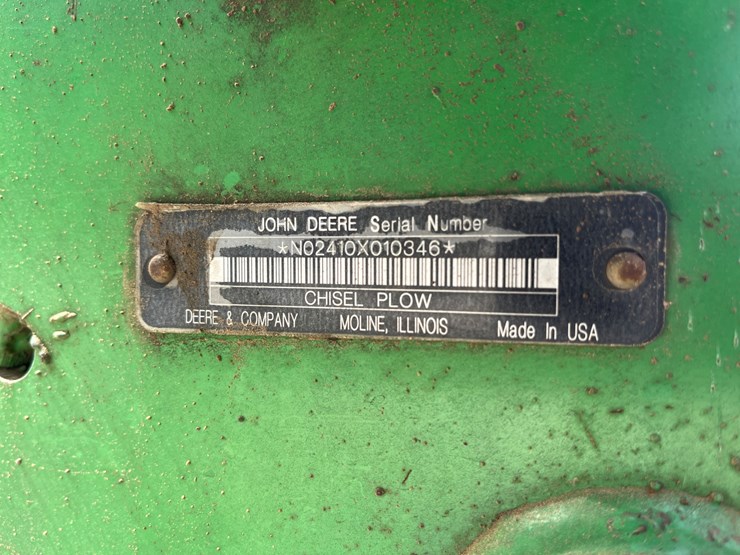 JOHN DEERE Serial Number
*N02410X010346*
CHISEL PLOW
DEERE & COMPANY MOLINE, ILLINOIS Made In USA